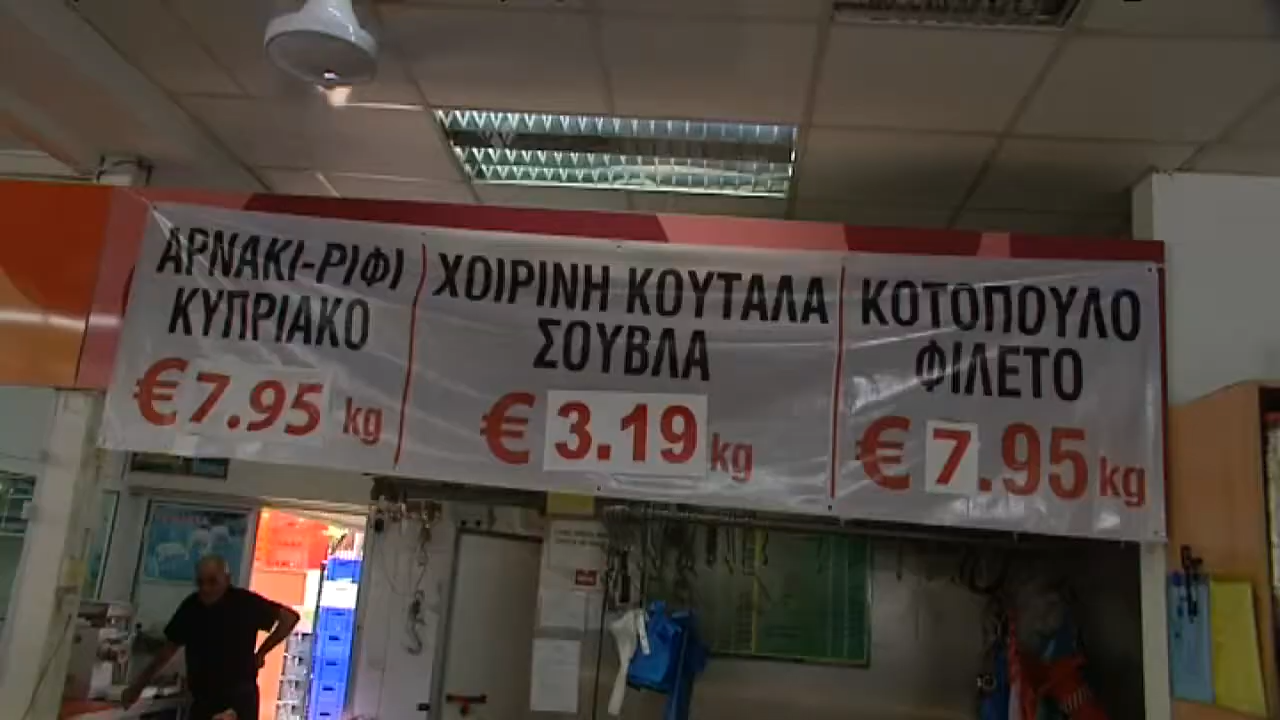 ΑΡΝΑΚΙ-ΡΙΦΙ
ΚΥΠΡΙΑΚΟ
€7.95 kg
ΧΟΙΡΙΝΗ ΚΟΥΤΑΛΑ
ΣΟΥΒΛΑ
€ 3.19 kg
ΚΟΤΟΠΟΥΛΟ
ΦΙΛΕΤΟ
€ 7.95 kg